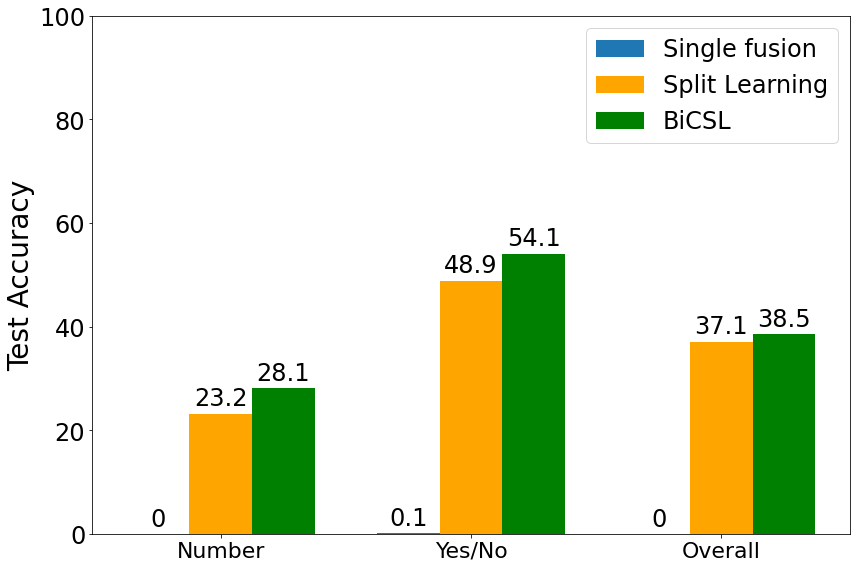 100
80
60
40
20
0
Test Accuracy
Single fusion
Split Learning
BiCSL
0
23.2
28.1
0.1
48.9
54.1
0
37.1
38.5
Number
Yes/No
Overall